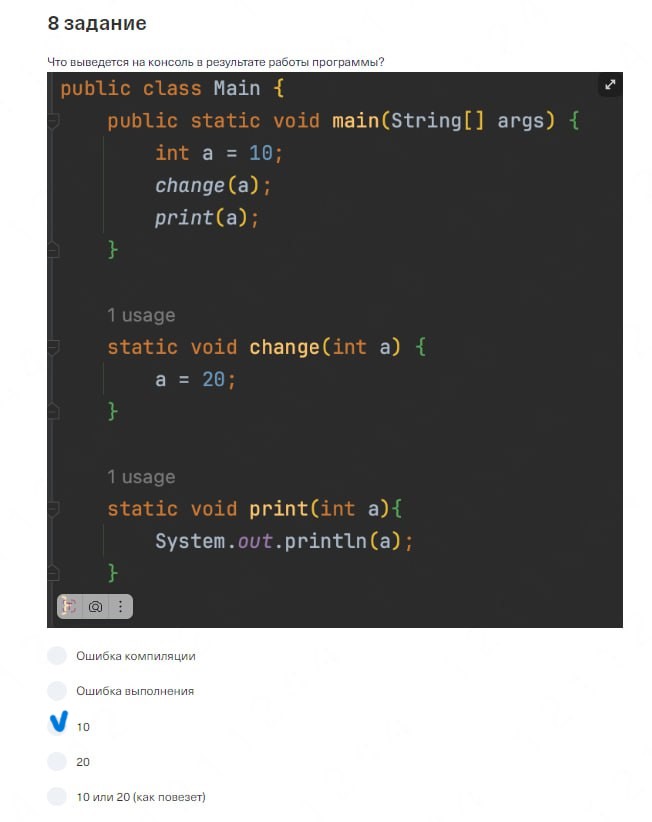 8 задание
Что выведется на консоль в результате работы программы?
public class Main {
public static void main(String[] args) {
int a = 10;
change(a);
print(a);
}
1 usage
static void change(int a) {
a = 20;
}
1 usage
static void print(int a){
System.out.println(a);
}
Ошибка компиляции
Ошибка выполнения
10
20
10 или 20 (как повезет)